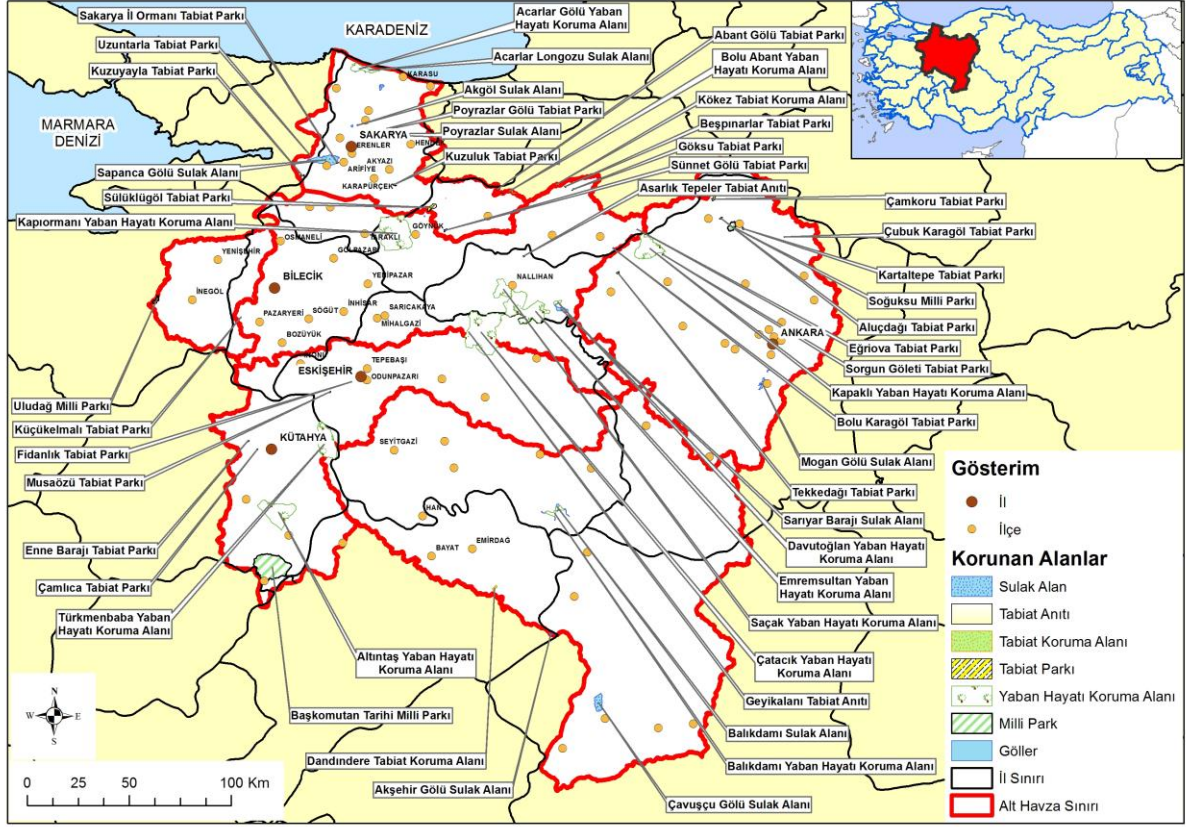 Sakarya İl Ormanı Tabiat Parkı
Uzuntarla Tabiat Parkı
Kuzuyayla Tabiat Parkı
KARADENİZ
Acarlar Gölü Yaban
Hayatı Koruma Alanı
Acarlar Longozu Sulak Alanı
Abant Gölü Tabiat Parkı
Bolu Abant Yaban
Hayatı Koruma Alanı
Kökez Tabiat Koruma Alanı
Beşpınarlar Tabiat Parkı
Göksu Tabiat Parkı
Sünnet Gölü Tabiat Parkı
Asarlık Tepeler Tabiat Anıtı
Akgöl Sulak Alanı
Poyrazlar Gölü Tabiat Parkı
Poyrazlar Sulak Alanı
Kuzuluk Tabiat Parkı
MARMARA
DENİZİ
Sapanca Gölü Sulak Alanı
Sülüklügöl Tabiat Parkı
Kapıormanı Yaban Hayatı Koruma Alanı
KARASU
SAKARYA
ERENLER
HENDEK
ARİFİYE
AKYAZI
KARAPÜRÇEK
GÖYNÜK
TARAKLI
OSMANELİ
GÖLPAZARI
YENİŞEHİR
İNEGÖL
BİLECİK
YENİPAZAR
PAZARYERİ
SÖĞÜT
İNHİSAR
SARICAKAYA
MİHALGAZİ
BOZÜYÜK
İNÖNÜ
NALLIHAN
ANKARA
ESKİŞEHİR
TEPEBAŞI
ODUNPAZARI
KÜTAHYA
SEYİTGAZİ
HAN
BAYAT
EMİRDAG
Çamkoru Tabiat Parkı
Çubuk Karagöl Tabiat Parkı
Kartaltepe Tabiat Parkı
Soğuksu Milli Parkı
Aluçdağı Tabiat Parkı
Eğriova Tabiat Parkı
Sorgun Göleti Tabiat Parkı
Kapaklı Yaban Hayatı Koruma Alanı
Bolu Karagöl Tabiat Parkı
Mogan Gölü Sulak Alanı
Tekkedağı Tabiat Parkı
Sarıyar Barajı Sulak Alanı
Davutoğlan Yaban Hayatı
Koruma Alanı
Emremsultan Yaban
Hayatı Koruma Alanı
Saçak Yaban Hayatı Koruma Alanı
Çatacık Yaban Hayatı
Koruma Alanı
Geyikalanı Tabiat Anıtı
Balıkdamı Sulak Alanı
Balıkdamı Yaban Hayatı Koruma Alanı
Çavuşçu Gölü Sulak Alanı
Uludağ Milli Parkı
Küçükelmalı Tabiat Parkı
Fidanlık Tabiat Parkı
Musaözü Tabiat Parkı
Enne Barajı Tabiat Parkı
Çamlıca Tabiat Parkı
Türkmenbaba Yaban
Hayatı Koruma Alanı
Altıntaş Yaban Hayatı
Koruma Alanı
Başkomutan Tarihi Milli Parkı
Dandındere Tabiat Koruma Alanı
Akşehir Gölü Sulak Alanı
N
W E
S
0 25 50 100 Km
Gösterim
İl
İlçe
Korunan Alanlar
Sulak Alan
Tabiat Anıtı
Tabiat Koruma Alanı
Tabiat Parkı
Yaban Hayatı Koruma Alanı
Milli Park
Göller
İl Sınırı
Alt Havza Sınırı